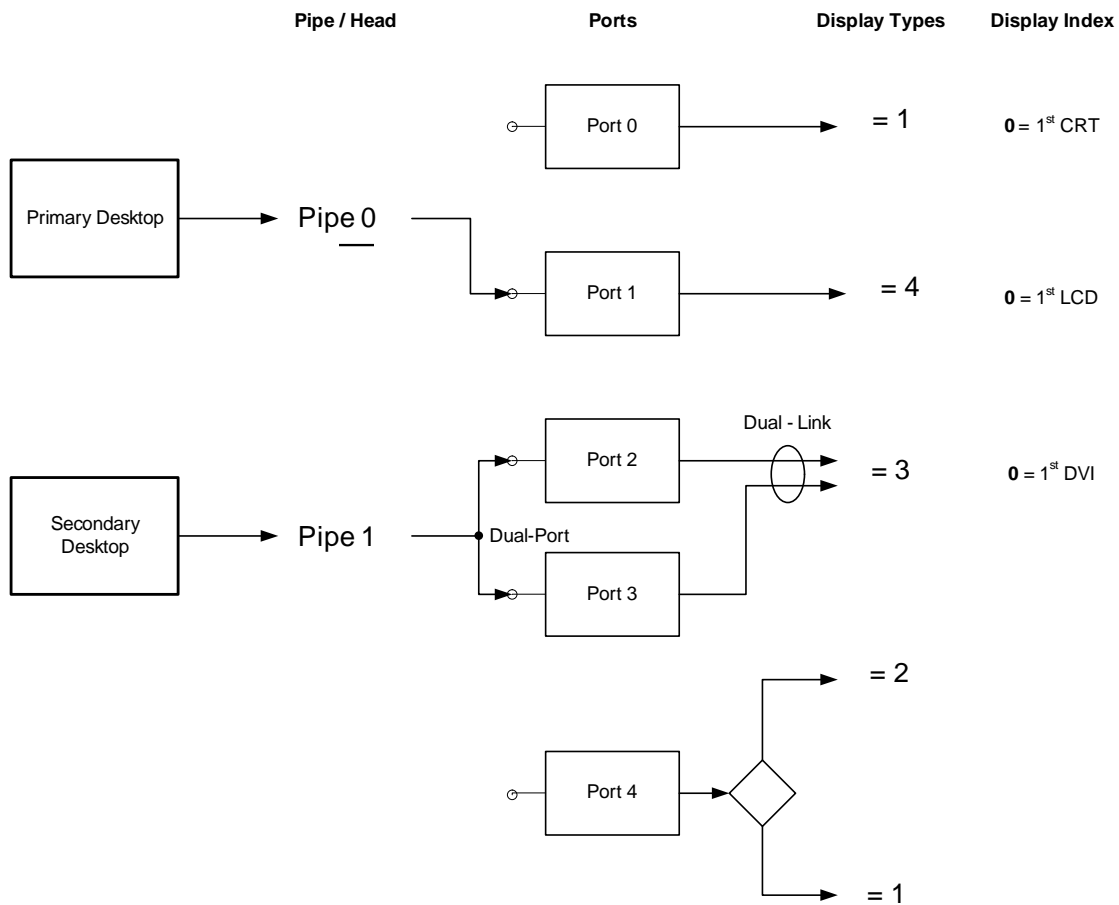 Pipe / Head Ports Display Types Display Index
Port 0 = 1 0 = 1st CRT
Primary Desktop Pipe 0
Port 1 = 4 0 = 1st LCD
Dual - Link
Port 2 = 3 0 = 1st DVI
Secondary
Desktop
Pipe 1 Dual-Port
Port 3
= 2
Port 4
= 1